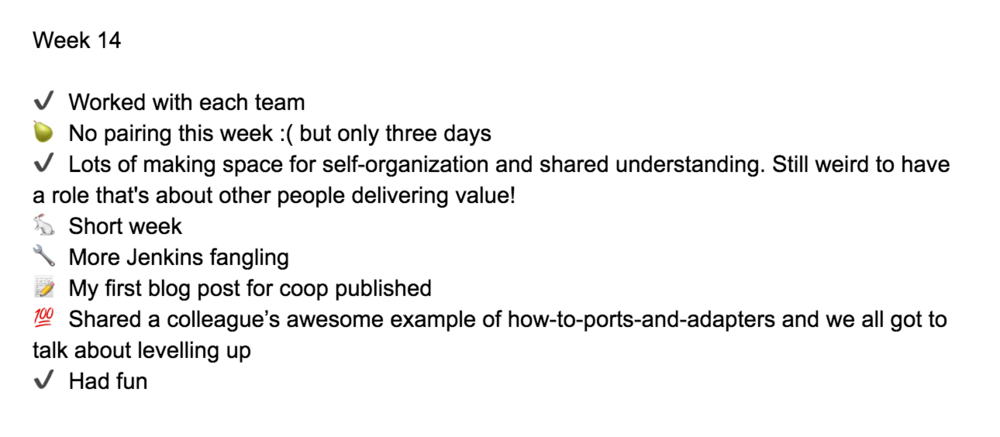 Week 14
✔️ Worked with each team
🍐 No pairing this week :( but only three days
✔️ Lots of making space for self-organization and shared understanding. Still weird to have
a role that's about other people delivering value!
🐇 Short week
🔧 More Jenkins fangling
📝 My first blog post for coop published
💯 Shared a colleague’s awesome example of how-to-ports-and-adapters and we all got to
talk about levelling up
✔️ Had fun